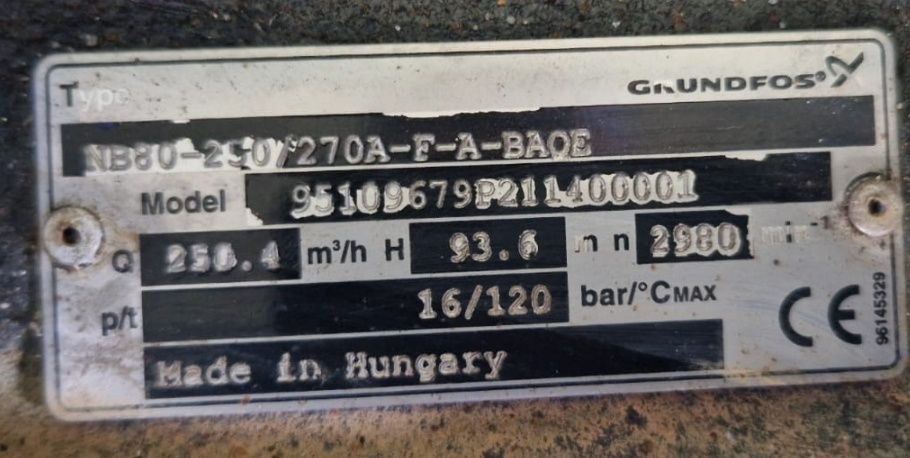 GRUNDFOS
Type
NB80-250/270A-F-A-BAQE
Model 95109679P211400001
Q 250.4 m³/h H 93.6 m n 2980 min-1
p/t 16/120 bar/°CMAX
Made in Hungary
CE
96145329